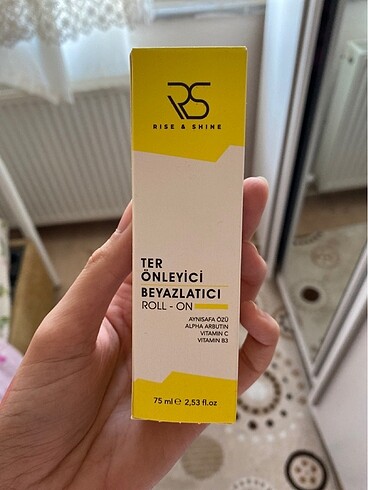 RS
RISE & SHINE
TER
ÖNLEYİCİ
BEYAZLATICI
ROLL - ON
AYNISAFA ÖZÜ
ALPHA ARBUTIN
VITAMIN C
VITAMIN B3
75 ml ℮ 2,53 fl.oz